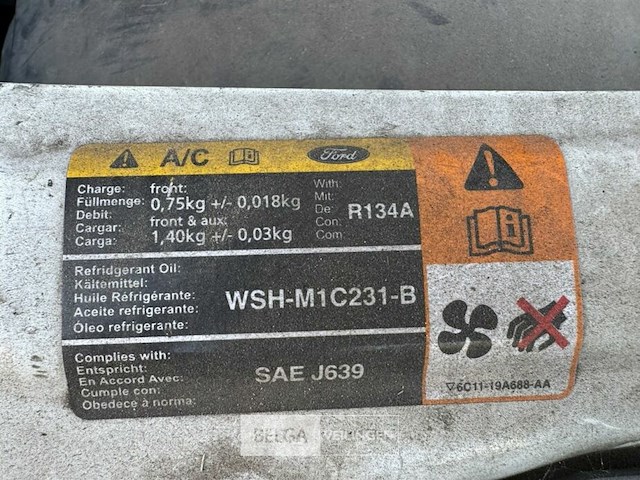 A/C
Ford
Charge: front: With:
Füllmenge: 0,75kg +/- 0,018kg Mit:
Debit: front & aux: De: R134A
Cargar: Con:
Carga: 1,40kg +/- 0,03kg Com
Refridgerant Oil:
Kältemittel:
Huile Réfrigérante: WSH-M1C231-B
Aceite refrigerante:
Óleo refrigerante:
Complies with:
Entspricht: SAE J639
En Accord Avec:
Cumple con:
Obedece à norma:
6C11-19A688-AA
BELGA VEILINGEN